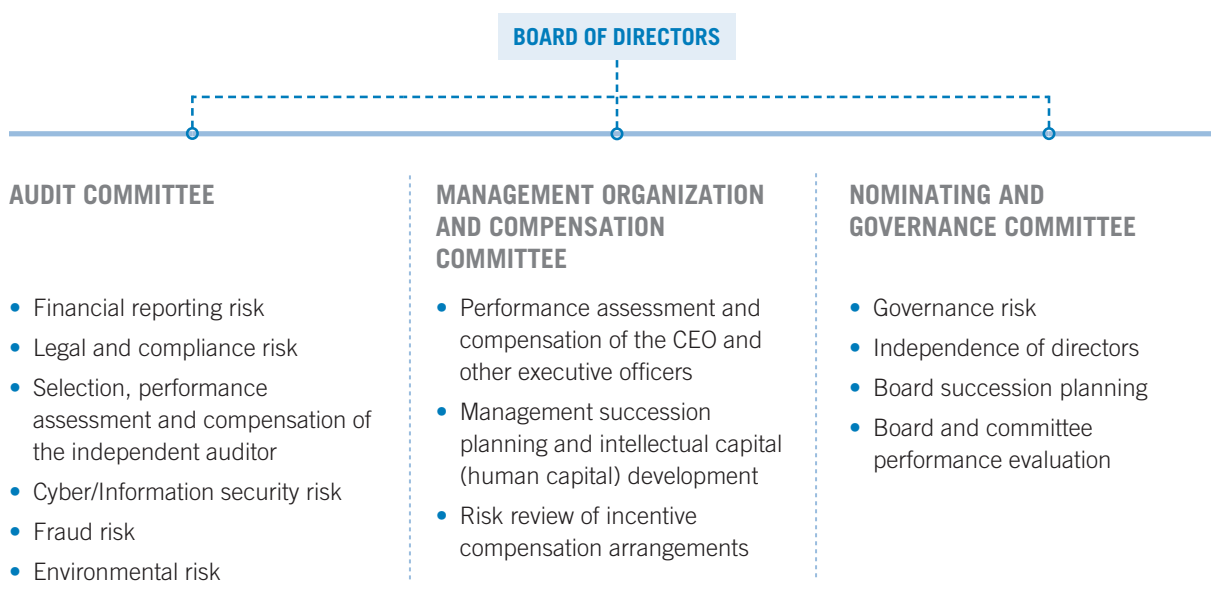 BOARD OF DIRECTORS
AUDIT COMMITTEE
• Financial reporting risk
• Legal and compliance risk
• Selection, performance
assessment and compensation of
the independent auditor
• Cyber/Information security risk
• Fraud risk
• Environmental risk
MANAGEMENT ORGANIZATION
AND COMPENSATION
COMMITTEE
• Performance assessment and
compensation of the CEO and
other executive officers
• Management succession
planning and intellectual capital
(human capital) development
• Risk review of incentive
compensation arrangements
NOMINATING AND
GOVERNANCE COMMITTEE
• Governance risk
• Independence of directors
• Board succession planning
• Board and committee
performance evaluation